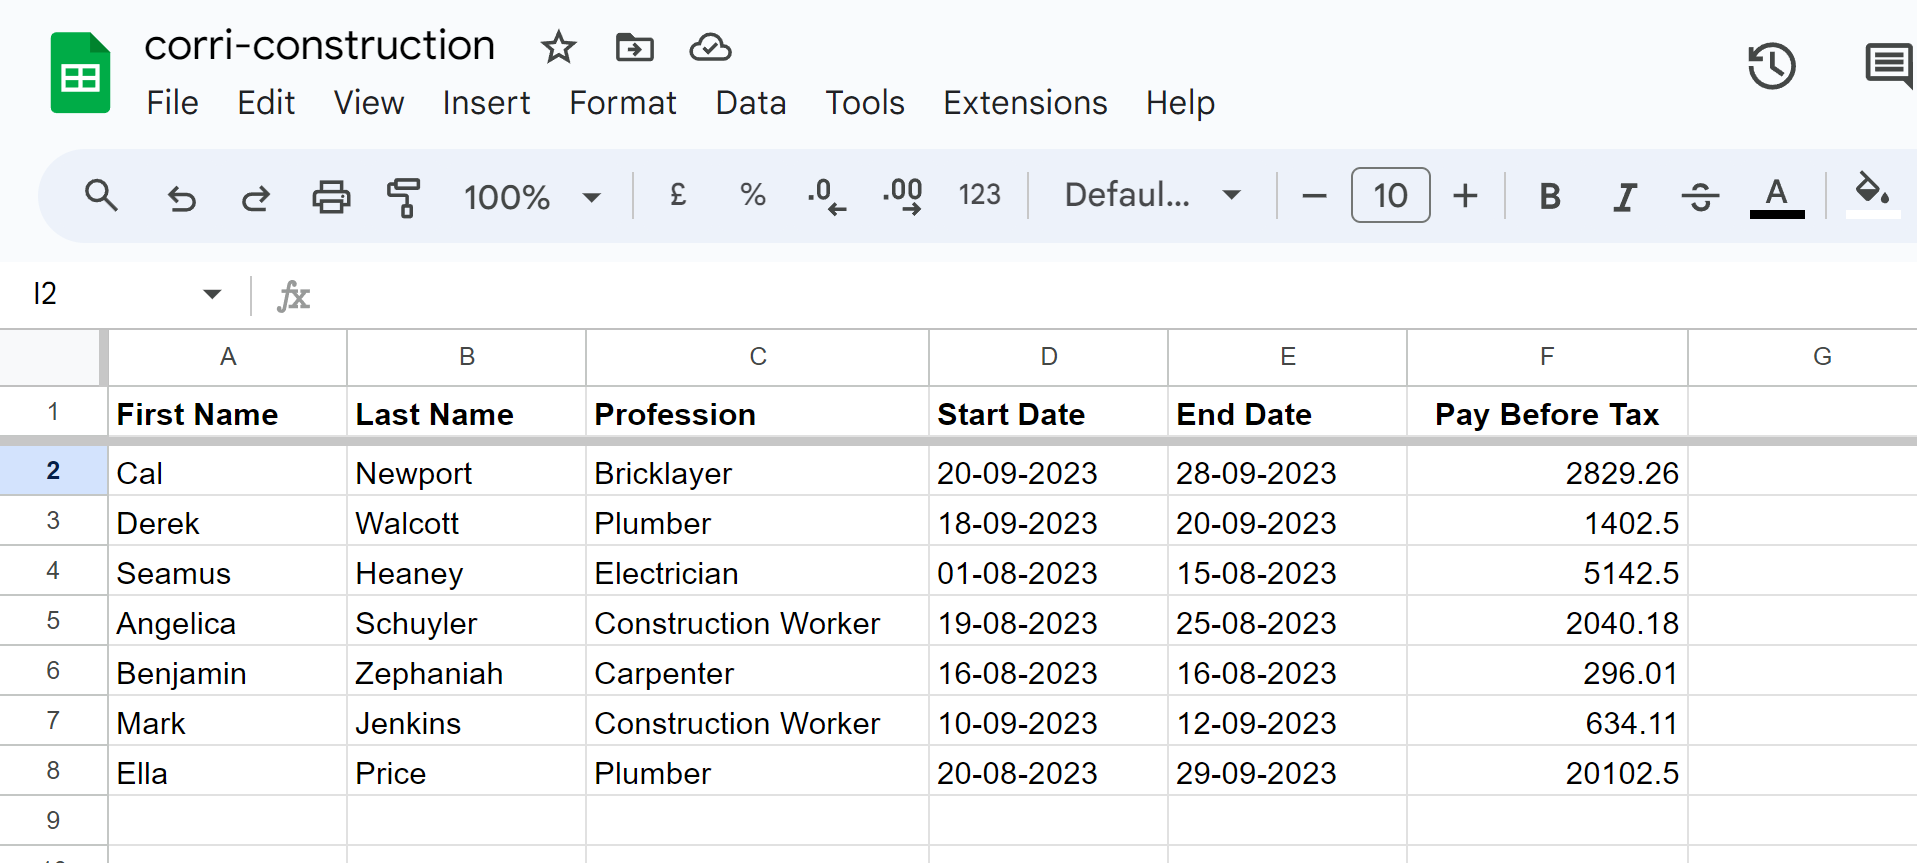 corri-construction
File Edit View Insert Format Data Tools Extensions Help
100% £ % .0 .00 123 Defaul... 10 B I A
I2 fx
A B C D E F G
1 First Name Last Name Profession Start Date End Date Pay Before Tax
2 Cal Newport Bricklayer 20-09-2023 28-09-2023 2829.26
3 Derek Walcott Plumber 18-09-2023 20-09-2023 1402.5
4 Seamus Heaney Electrician 01-08-2023 15-08-2023 5142.5
5 Angelica Schuyler Construction Worker 19-08-2023 25-08-2023 2040.18
6 Benjamin Zephaniah Carpenter 16-08-2023 16-08-2023 296.01
7 Mark Jenkins Construction Worker 10-09-2023 12-09-2023 634.11
8 Ella Price Plumber 20-08-2023 29-09-2023 20102.5
9